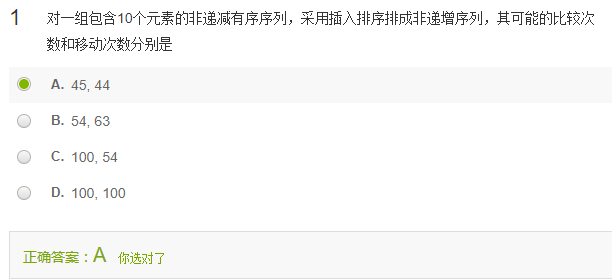 1 对一组包含10个元素的非递减有序序列，采用插入排序排成非递增序列，其可能的比较次
数和移动次数分别是
A. 45, 44
B. 54, 63
C. 100, 54
D. 100, 100
正确答案：A 你选对了